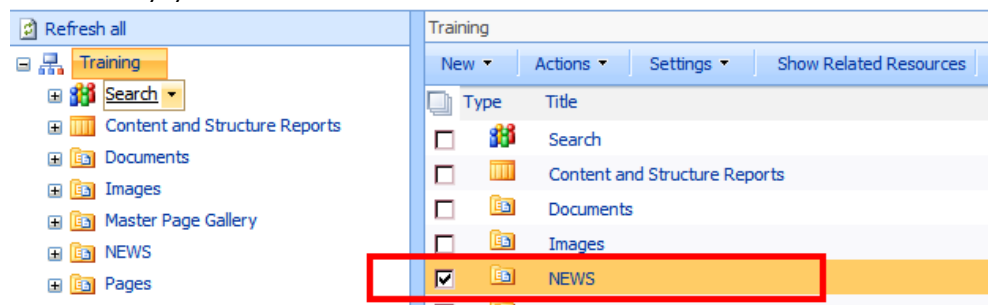 Refresh all
Training
Search
Content and Structure Reports
Documents
Images
Master Page Gallery
NEWS
Pages
Training
New Actions Settings Show Related Resources
Type Title
Search
Content and Structure Reports
Documents
Images
NEWS